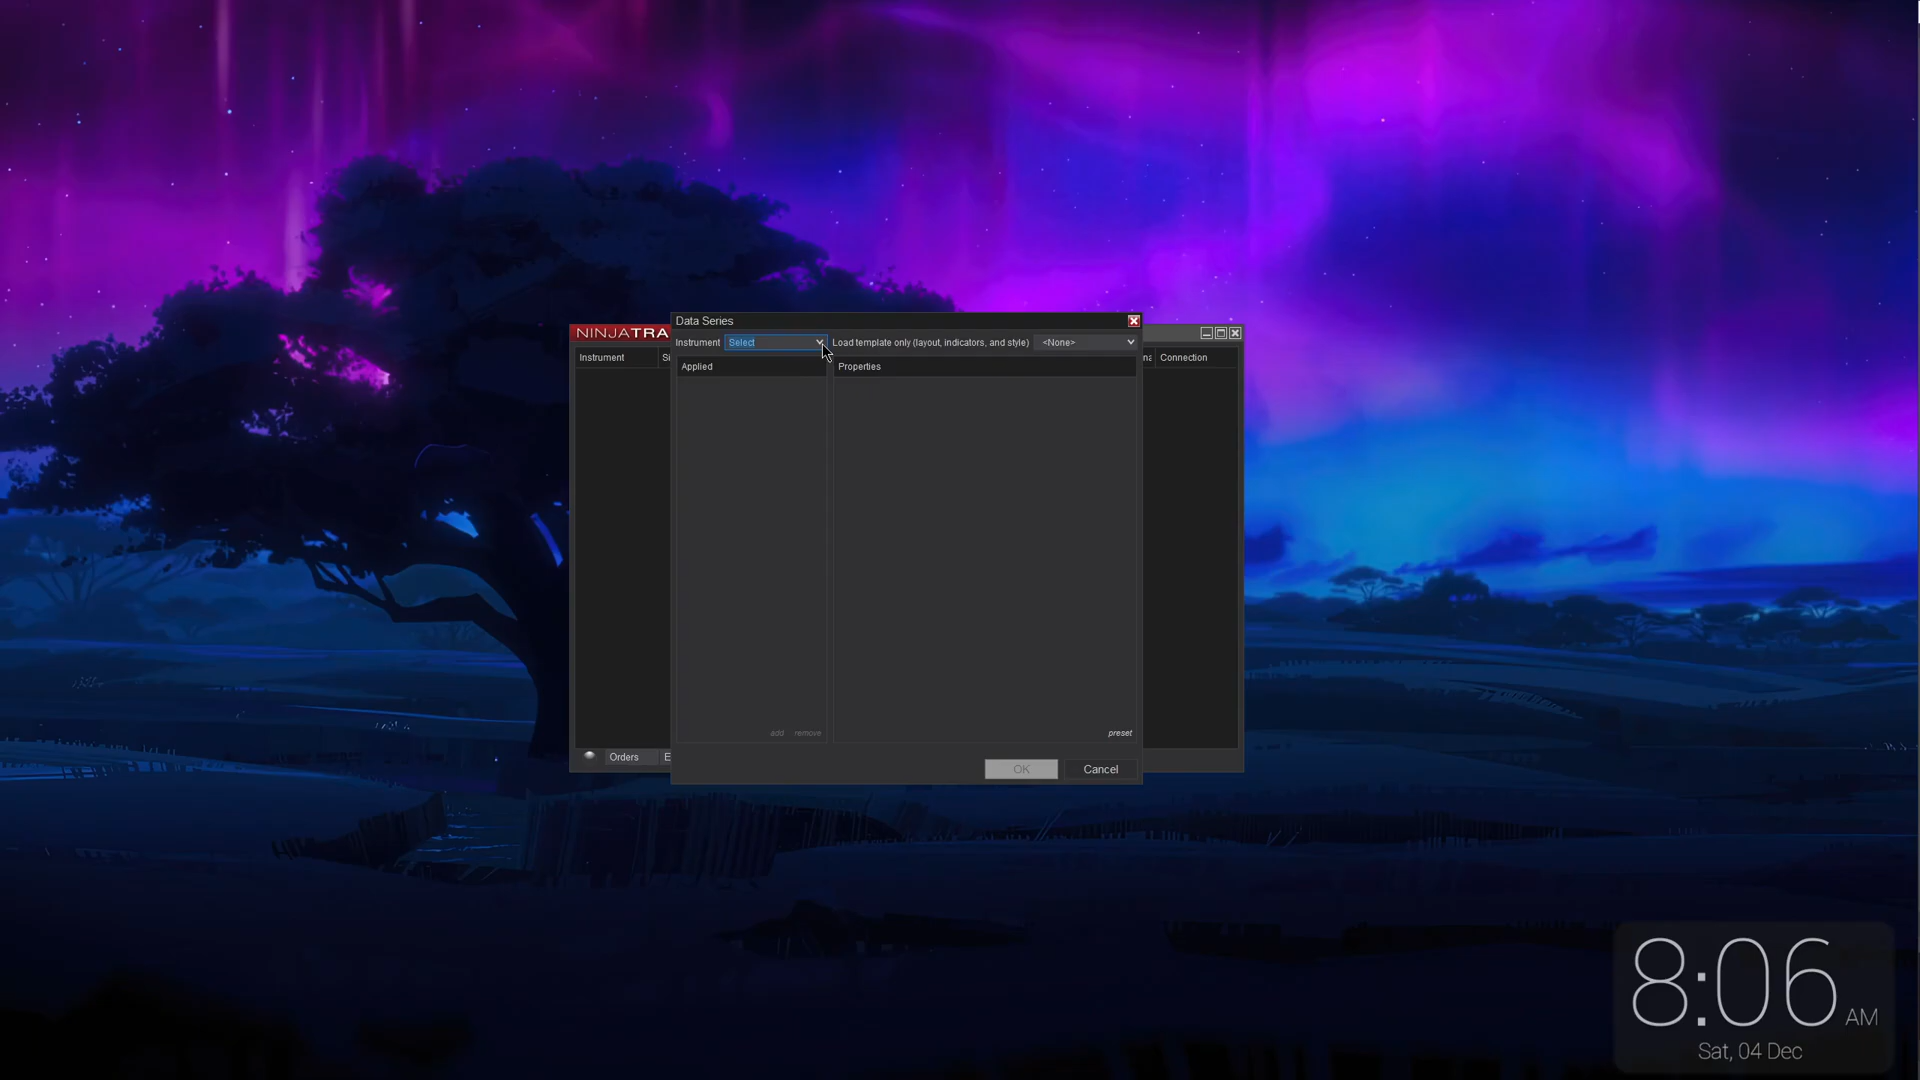 Data Series
NINJATRA
Instrument Select Load template only (layout, indicators, and style) <None>
Instrument Connection
Applied Properties
add remove preset
Orders
OK Cancel
8:06 AM
Sat, 04 Dec